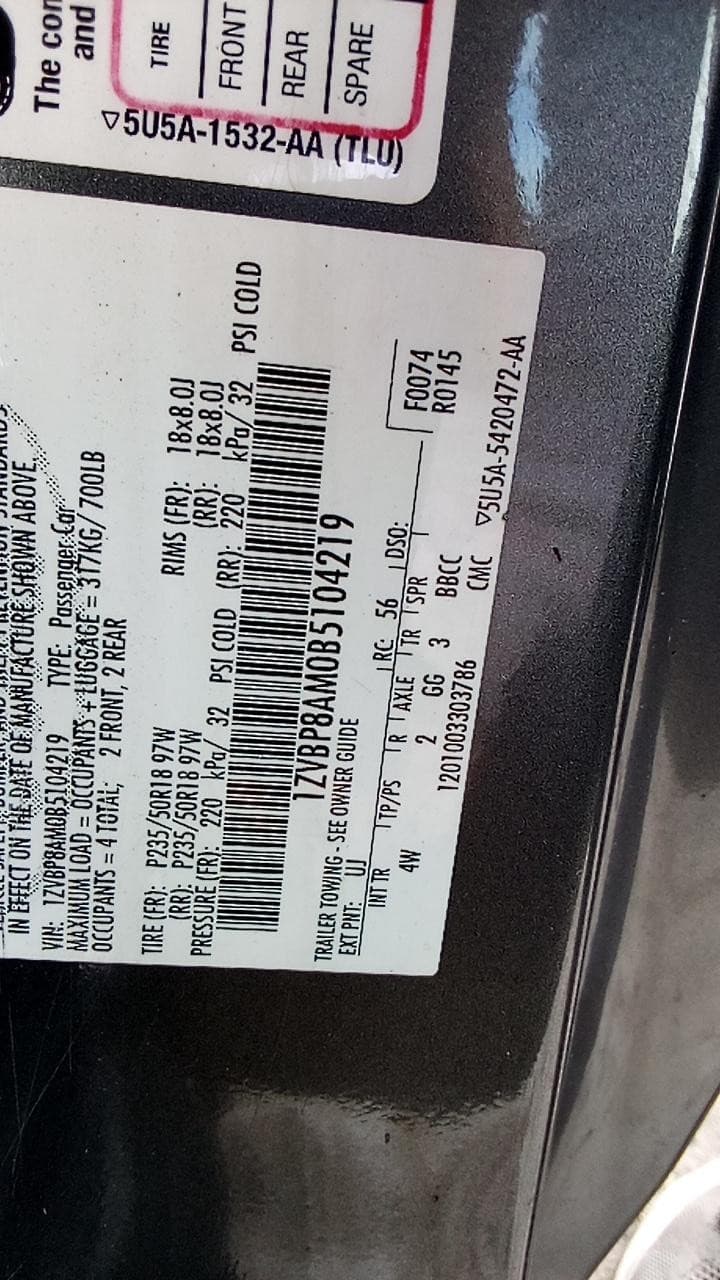 The
and
TIRE
FRONT
REAR
SPARE
▽5U5A-1532-AA (TLU)
IN EFFECT ON THE DATE OF MANUFACTURE SHOWN ABOVE
VIN: 1ZVBP8AM0B5104219 TYPE: Passenger Car
MAXIMUM LOAD = OCCUPANTS + LUGGAGE = 317KG/ 700LB
OCCUPANTS = 4 TOTAL; 2 FRONT, 2 REAR
TIRE (FR): P235/50R18 97W RIMS (FR): 18x8.0J
(RR): P235/50R18 97W (RR): 18x8.0J
PRESSURE (FR): 220 kPa/ 32 PSI COLD (RR): 220 kPa/ 32 PSI COLD
1ZVBP8AM0B5104219
TRAILER TOWING - SEE OWNER GUIDE
EXT PNT: UJ RC: 56 DSO: F0074
INT TR TP/PS R AXLE TR SPR R0145
4W 2 GG 3 BBCC
1201003303786 CMC ▽5U5A-5420472-AA